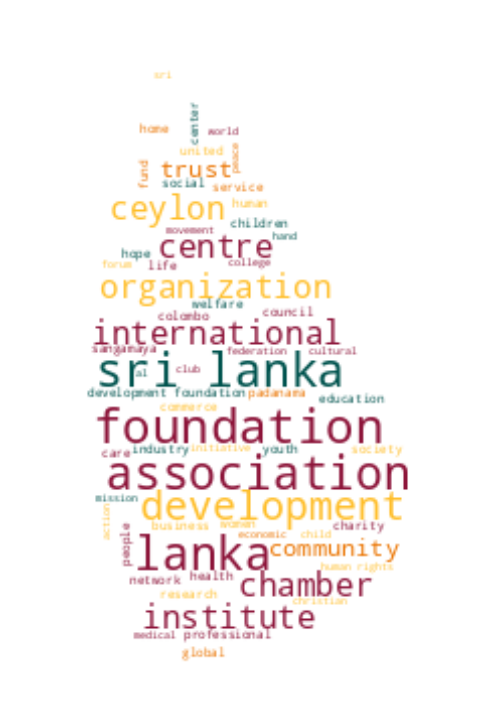 sri
center
home
world
united
peace
fund
trust
social
service
ceylon
human
children
movement
hand
centre
hope
forum
life
college
organization
welfare
colombo
council
international
sangamaya
federation
cultural
sri lanka
al
club
development foundation
padanama
education
commerce
foundation
care
industry
initiative
youth
society
association
mission
development
action
business
women
charity
people
economic
child
lanka
community
human rights
network
health
chamber
research
christian
institute
medical
professional
global